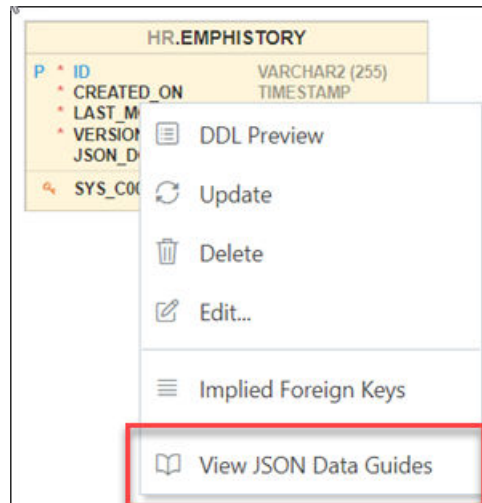 HR.EMPHISTORY
P * ID VARCHAR2 (255)
* CREATED_ON TIMESTAMP
* LAST_M
* VERSION
JSON_D
SYS_C00
DDL Preview
Update
Delete
Edit...
Implied Foreign Keys
View JSON Data Guides